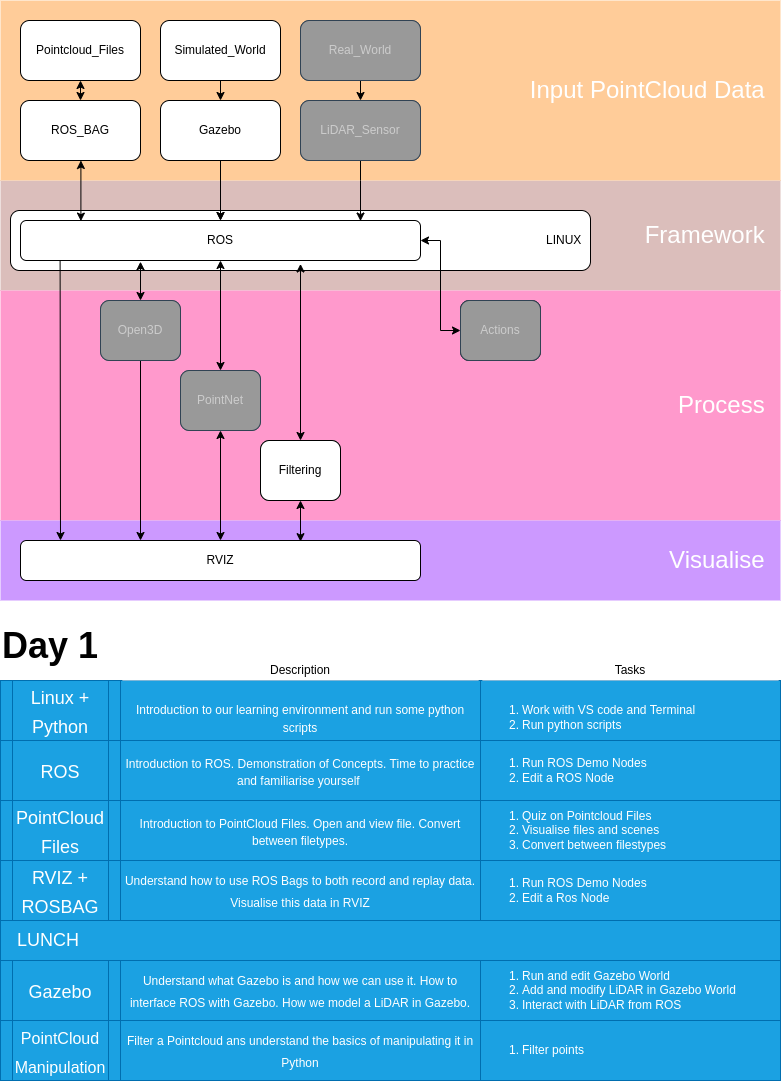 Pointcloud_Files
Simulated_World
Real_World
Input PointCloud Data
ROS_BAG
Gazebo
LiDAR_Sensor
Framework
ROS
LINUX
Open3D
Actions
PointNet
Process
Filtering
RVIZ
Visualise
Day 1
Description
Tasks
Linux +
Python
Introduction to our learning environment and run some python
scripts
1. Work with VS code and Terminal
2. Run python scripts
ROS
Introduction to ROS. Demonstration of Concepts. Time to practice
and familiarise yourself
1. Run ROS Demo Nodes
2. Edit a ROS Node
PointCloud
Files
Introduction to PointCloud Files. Open and view file. Convert
between filetypes.
1. Quiz on Pointcloud Files
2. Visualise files and scenes
3. Convert between filestypes
RVIZ +
ROSBAG
Understand how to use ROS Bags to both record and replay data.
Visualise this data in RVIZ
1. Run ROS Demo Nodes
2. Edit a Ros Node
LUNCH
Gazebo
Understand what Gazebo is and how we can use it. How to
interface ROS with Gazebo. How we model a LiDAR in Gazebo.
1. Run and edit Gazebo World
2. Add and modify LiDAR in Gazebo World
3. Interact with LiDAR from ROS
PointCloud
Manipulation
Filter a Pointcloud ans understand the basics of manipulating it in
Python
1. Filter points